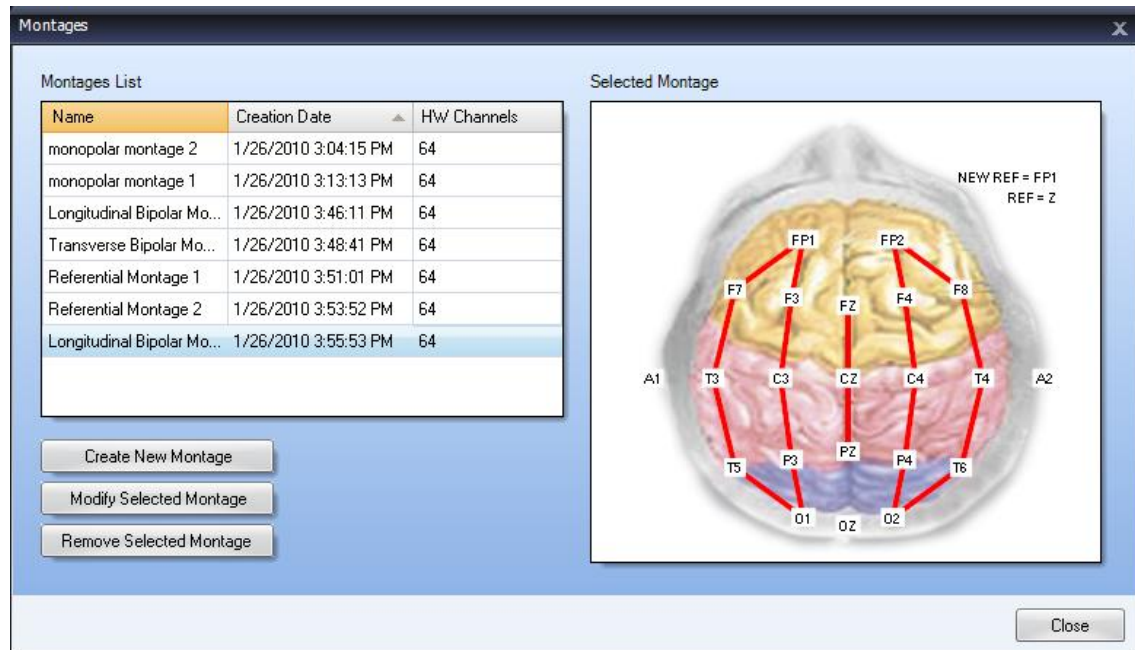 Montages
X
Montages List
Selected Montage
Name Creation Date HW Channels
monopolar montage 2 1/26/2010 3:04:15 PM 64
monopolar montage 1 1/26/2010 3:13:13 PM 64
Longitudinal Bipolar Mo... 1/26/2010 3:46:11 PM 64
Transverse Bipolar Mo... 1/26/2010 3:48:41 PM 64
Referential Montage 1 1/26/2010 3:51:01 PM 64
Referential Montage 2 1/26/2010 3:53:52 PM 64
Longitudinal Bipolar Mo... 1/26/2010 3:55:53 PM 64
Create New Montage
Modify Selected Montage
Remove Selected Montage
NEW REF = FP1
REF = Z
FP1 FP2
F7 F3 FZ F4 F8
A1 T3 C3 CZ C4 T4 A2
T5 P3 PZ P4 T6
O1 OZ O2
Close